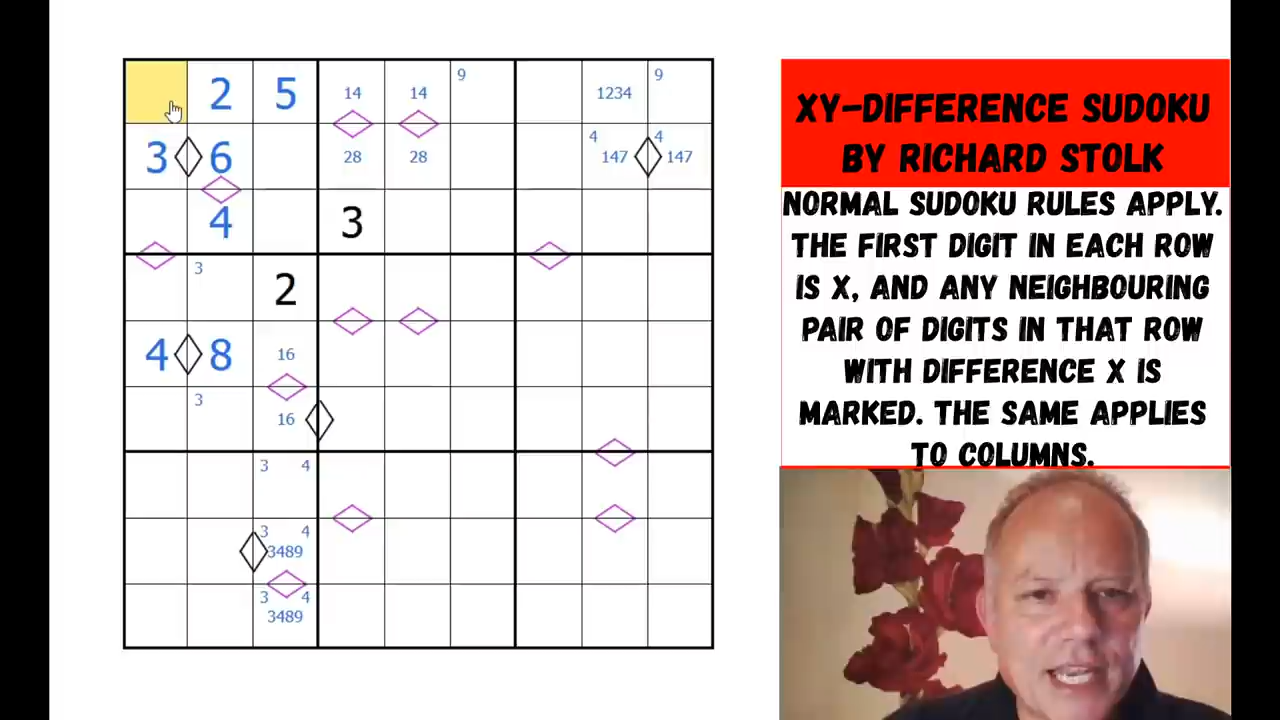 9 9
2 5 14 14 1234
4 4
3 6 28 28 147 147
4 3
3
2
4 8 16
3
16
3 4
3 4
3489
3 4
3489
XY-DIFFERENCE SUDOKU
BY RICHARD STOLK
NORMAL SUDOKU RULES APPLY.
THE FIRST DIGIT IN EACH ROW
IS X, AND ANY NEIGHBOURING
PAIR OF DIGITS IN THAT ROW
WITH DIFFERENCE X IS
MARKED. THE SAME APPLIES
TO COLUMNS.